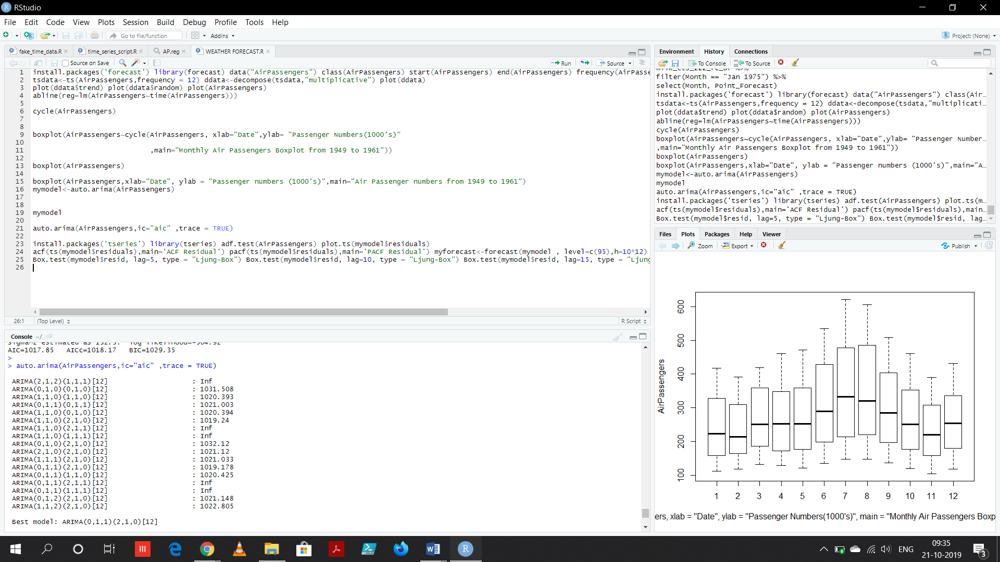 RStudio
File Edit Code View Plots Session Build Debug Profile Tools Help
Go to file/function Addins Project: (None)
fake_time_data.R time_series_script.R AP.reg WEATHER FORECAST.R
Source on Save Run Source
1 install.packages('forecast') library(forecast) data("AirPassengers") class(AirPassengers) start(AirPassengers) end(AirPassengers) frequency(AirPasse
2 tsdata<-ts(AirPassengers,frequency = 12) ddata<-decompose(tsdata,"multiplicative") plot(ddata)
3 plot(ddata$trend) plot(ddata$random) plot(AirPassengers)
4 abline(reg=lm(AirPassengers~time(AirPassengers)))
5
6 cycle(AirPassengers)
7
8
9 boxplot(AirPassengers~cycle(AirPassengers, xlab="Date",ylab= "Passenger Numbers(1000's)"
10
11 ,main="Monthly Air Passengers Boxplot from 1949 to 1961"))
12
13 boxplot(AirPassengers)
14
15 boxplot(AirPassengers,xlab="Date", ylab = "Passenger numbers (1000's)",main="Air Passenger numbers from 1949 to 1961")
16 mymodel<-auto.arima(AirPassengers)
17
18
19 mymodel
20
21 auto.arima(AirPassengers,ic="aic" ,trace = TRUE)
22
23 install.packages('tseries') library(tseries) adf.test(AirPassengers) plot.ts(mymodel$residuals)
24 acf(ts(mymodel$residuals),main='ACF Residual') pacf(ts(mymodel$residuals),main='PACF Residual') myforecast<-forecast(mymodel , level=c(95),h=10*12)
25 Box.test(mymodel$resid, lag=5, type = "Ljung-Box") Box.test(mymodel$resid, lag=10, type = "Ljung-Box") Box.test(mymodel$resid, lag=15, type = "Ljung
26
26:1 (Top Level) R Script
Console ~/
AIC=1017.85 AICc=1018.17 BIC=1029.35
>
> auto.arima(AirPassengers,ic="aic" ,trace = TRUE)
ARIMA(2,1,2)(1,1,1)[12] : Inf
ARIMA(0,1,0)(0,1,0)[12] : 1031.508
ARIMA(1,1,0)(1,1,0)[12] : 1020.393
ARIMA(0,1,1)(0,1,1)[12] : 1021.003
ARIMA(1,1,0)(0,1,0)[12] : 1020.394
ARIMA(1,1,0)(2,1,0)[12] : 1019.24
ARIMA(1,1,0)(2,1,1)[12] : Inf
ARIMA(1,1,0)(1,1,1)[12] : Inf
ARIMA(0,1,0)(2,1,0)[12] : 1032.12
ARIMA(2,1,0)(2,1,0)[12] : 1021.12
ARIMA(1,1,1)(2,1,0)[12] : 1021.033
ARIMA(0,1,1)(2,1,0)[12] : 1019.178
ARIMA(0,1,1)(1,1,0)[12] : 1020.425
ARIMA(0,1,1)(2,1,1)[12] : Inf
ARIMA(0,1,1)(1,1,1)[12] : Inf
ARIMA(0,1,2)(2,1,0)[12] : 1021.148
ARIMA(1,1,2)(2,1,0)[12] : 1022.805
Best model: ARIMA(0,1,1)(2,1,0)[12]
Environment History Connections
To Console To Source
filter(Month == "Jan 1975") %>%
select(Month, Point_Forecast)
install.packages('forecast') library(forecast) data("AirPassengers") class(Air…
tsdata<-ts(AirPassengers,frequency = 12) ddata<-decompose(tsdata,"multiplicati…
plot(ddata$trend) plot(ddata$random) plot(AirPassengers)
abline(reg=lm(AirPassengers~time(AirPassengers)))
cycle(AirPassengers)
boxplot(AirPassengers~cycle(AirPassengers, xlab="Date",ylab= "Passenger Number…
,main="Monthly Air Passengers Boxplot from 1949 to 1961"))
boxplot(AirPassengers)
boxplot(AirPassengers,xlab="Date", ylab = "Passenger numbers (1000's)",main="A…
mymodel<-auto.arima(AirPassengers)
mymodel
auto.arima(AirPassengers,ic="aic" ,trace = TRUE)
install.packages('tseries') library(tseries) adf.test(AirPassengers) plot.ts(m…
acf(ts(mymodel$residuals),main='ACF Residual') pacf(ts(mymodel$residuals),main…
Box.test(mymodel$resid, lag=5, type = "Ljung-Box") Box.test(mymodel$resid, lag…
Files Plots Packages Help Viewer
Zoom Export Publish
AirPassengers
600
500
400
300
200
100
1 2 3 4 5 6 7 8 9 10 11 12
ers, xlab = "Date", ylab = "Passenger Numbers(1000's)", main = "Monthly Air Passengers Boxp
ENG
09:35
21-10-2019
3